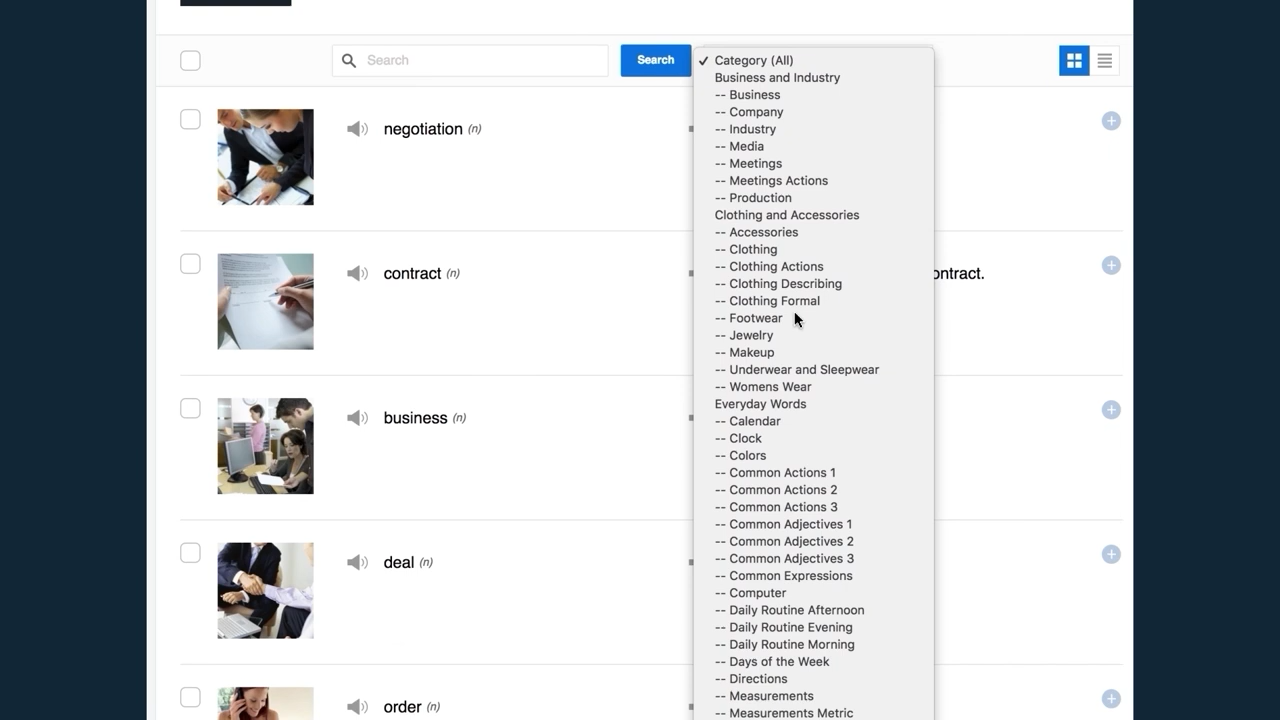 Search
Search
negotiation (n)
contract (n)
ontract.
business (n)
deal (n)
order (n)
✓ Category (All)
Business and Industry
-- Business
-- Company
-- Industry
-- Media
-- Meetings
-- Meetings Actions
-- Production
Clothing and Accessories
-- Accessories
-- Clothing
-- Clothing Actions
-- Clothing Describing
-- Clothing Formal
-- Footwear
-- Jewelry
-- Makeup
-- Underwear and Sleepwear
-- Womens Wear
Everyday Words
-- Calendar
-- Clock
-- Colors
-- Common Actions 1
-- Common Actions 2
-- Common Actions 3
-- Common Adjectives 1
-- Common Adjectives 2
-- Common Adjectives 3
-- Common Expressions
-- Computer
-- Daily Routine Afternoon
-- Daily Routine Evening
-- Daily Routine Morning
-- Days of the Week
-- Directions
-- Measurements
-- Measurements Metric